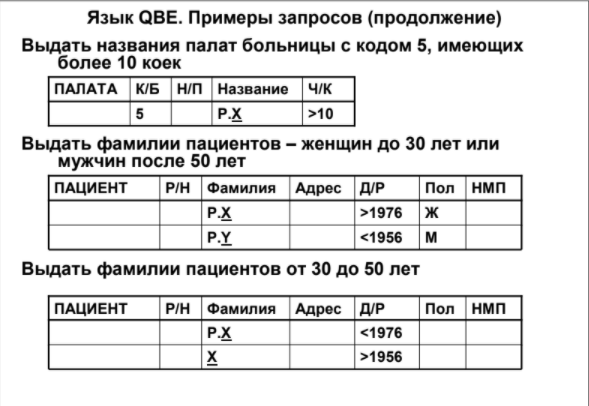 Язык QBE. Примеры запросов (продолжение)
Выдать названия палат больницы с кодом 5, имеющих
более 10 коек
ПАЛАТА К/Б Н/П Название Ч/К
5 P.X >10
Выдать фамилии пациентов – женщин до 30 лет или
мужчин после 50 лет
ПАЦИЕНТ Р/Н Фамилия Адрес Д/Р Пол НМП
P.X >1976 Ж
P.Y <1956 М
Выдать фамилии пациентов от 30 до 50 лет
ПАЦИЕНТ Р/Н Фамилия Адрес Д/Р Пол НМП
P.X <1976
X >1956